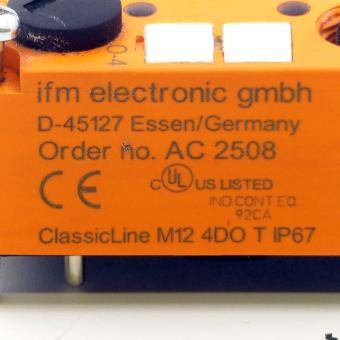 O-4
ifm electronic gmbh
D-45127 Essen/Germany
Order no. AC 2508
CE C UL US LISTED
IND.CONT.EQ.
92CA
ClassicLine M12 4DO T IP67